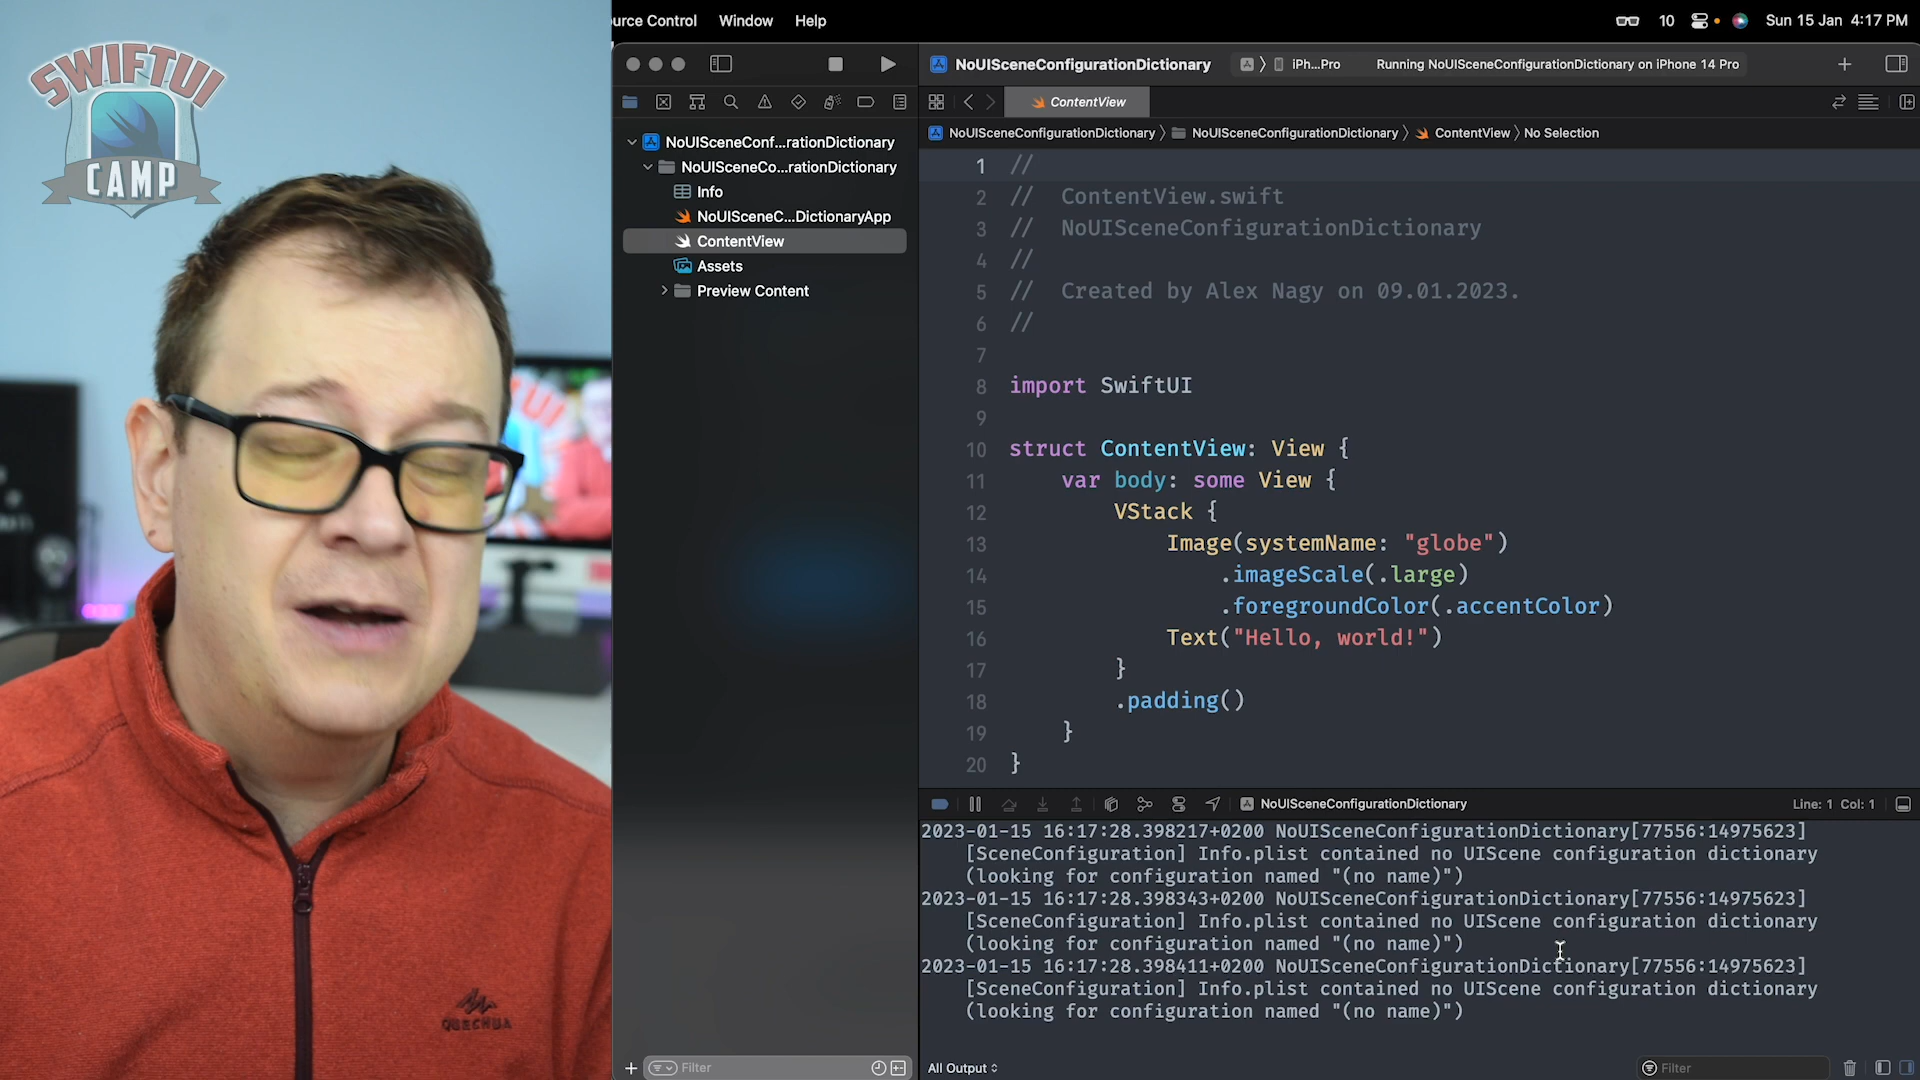 SWIFTUI
CAMP
QUECHUA
urce Control Window Help
10 Sun 15 Jan 4:17 PM
NoUISceneConfigurationDictionary iPh...Pro Running NoUISceneConfigurationDictionary on iPhone 14 Pro
ContentView
NoUISceneConfigurationDictionary NoUISceneConfigurationDictionary ContentView No Selection
NoUISceneConf...rationDictionary
NoUISceneCo...rationDictionary
Info
NoUISceneC...DictionaryApp
ContentView
Assets
Preview Content
Filter
1 //
2 // ContentView.swift
3 // NoUISceneConfigurationDictionary
4 //
5 // Created by Alex Nagy on 09.01.2023.
6 //
7
8 import SwiftUI
9
10 struct ContentView: View {
11 var body: some View {
12 VStack {
13 Image(systemName: "globe")
14 .imageScale(.large)
15 .foregroundColor(.accentColor)
16 Text("Hello, world!")
17 }
18 .padding()
19 }
20 }
NoUISceneConfigurationDictionary Line: 1 Col: 1
2023-01-15 16:17:28.398217+0200 NoUISceneConfigurationDictionary[77556:14975623]
[SceneConfiguration] Info.plist contained no UIScene configuration dictionary
(looking for configuration named "(no name)")
2023-01-15 16:17:28.398343+0200 NoUISceneConfigurationDictionary[77556:14975623]
[SceneConfiguration] Info.plist contained no UIScene configuration dictionary
(looking for configuration named "(no name)")
2023-01-15 16:17:28.398411+0200 NoUISceneConfigurationDictionary[77556:14975623]
[SceneConfiguration] Info.plist contained no UIScene configuration dictionary
(looking for configuration named "(no name)")
All Output Filter